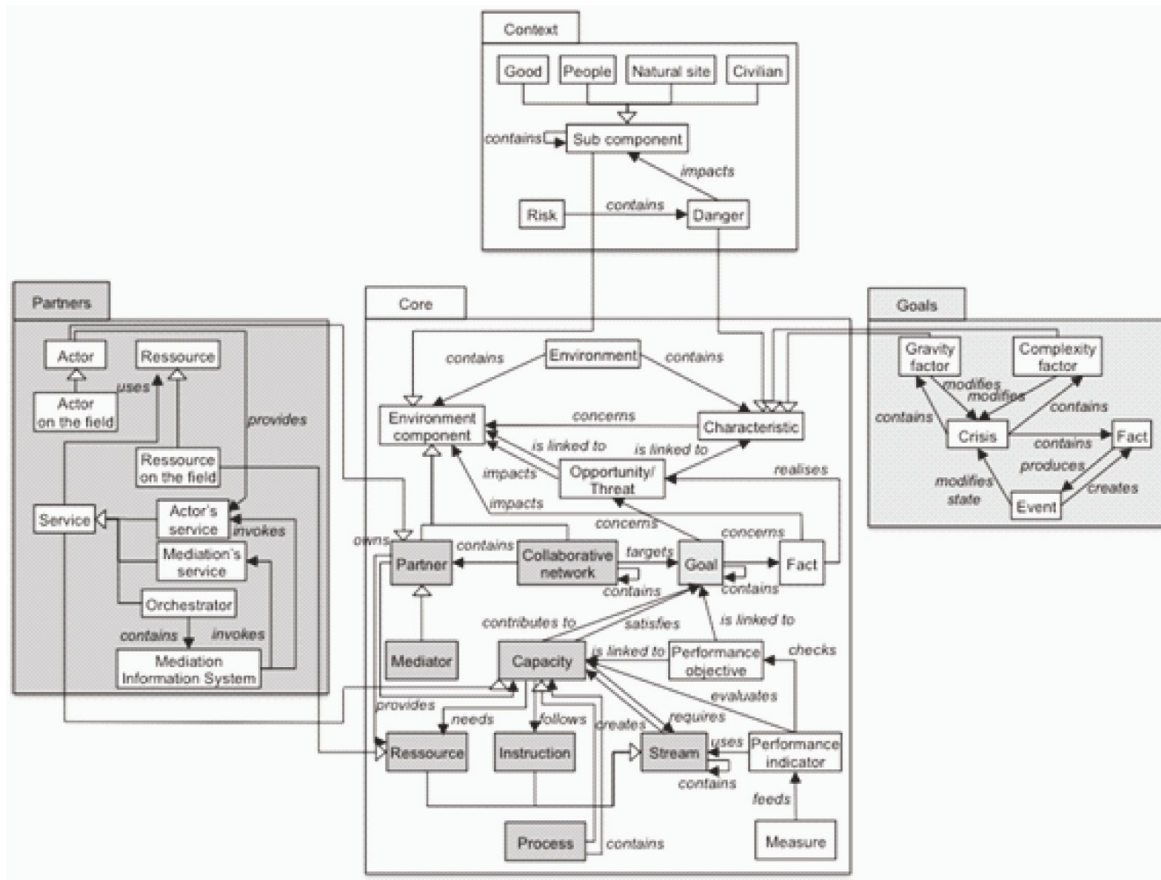 Context
Good
People
Natural site
Civilian
contains
Sub component
impacts
Risk
contains
Danger
Partners
Actor
Ressource
uses
Actor
on the field
provides
Ressource
on the field
Service
Actor's
service
invokes
Mediation's
service
Orchestrator
contains
invokes
Mediation
Information System
Core
contains
Environment
contains
Environment
component
concerns
Characteristic
is linked to
is linked to
impacts
Opportunity/
Threat
realises
impacts
concerns
concerns
owns
Partner
contains
Collaborative
network
targets
Goal
Fact
contains
contains
contributes to
satisfies
is linked to
Mediator
Capacity
is linked to
Performance
objective
checks
evaluates
provides
needs
follows
creates
requires
Ressource
Instruction
Stream
uses
Performance
indicator
contains
feeds
Process
contains
Measure
Goals
Gravity
factor
Complexity
factor
modifies
modifies
contains
contains
Crisis
contains
Fact
produces
modifies
state
creates
Event